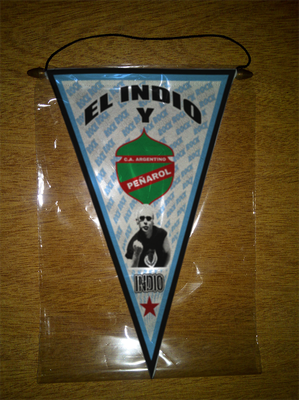 EL INDIO
Y
C.A. ARGENTINO
PEÑAROL
INDIO